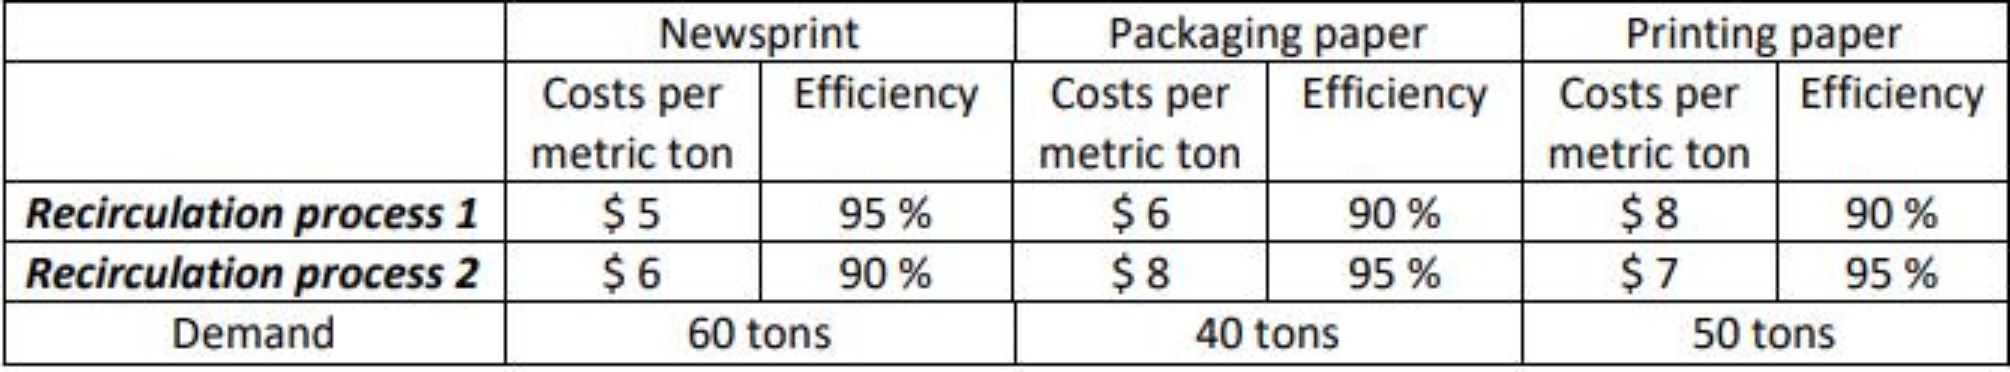 Newsprint Packaging paper Printing paper
Costs per metric ton Efficiency Costs per metric ton Efficiency Costs per metric ton Efficiency
Recirculation process 1 $ 5 95 % $ 6 90 % $ 8 90 %
Recirculation process 2 $ 6 90 % $ 8 95 % $ 7 95 %
Demand 60 tons 40 tons 50 tons